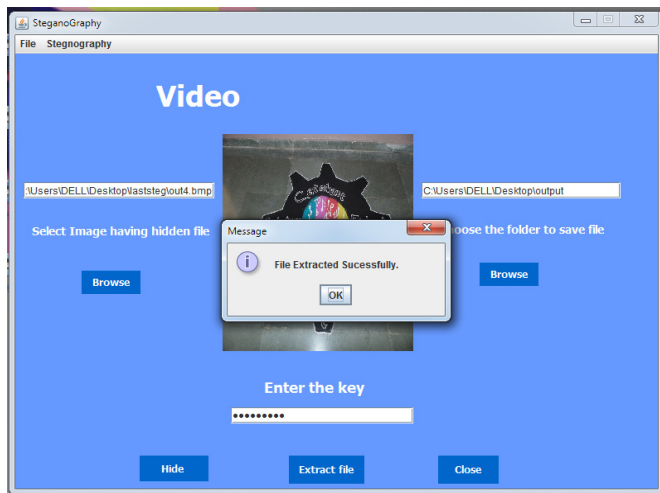 SteganoGraphy
File Stegnography
Video
:\Users\DELL\Desktop\laststeg\out4.bmp
C:\Users\DELL\Desktop\output
Select Image having hidden file
oose the folder to save file
Browse
Browse
Message
File Extracted Sucessfully.
OK
Enter the key
•••••••••
Hide
Extract file
Close